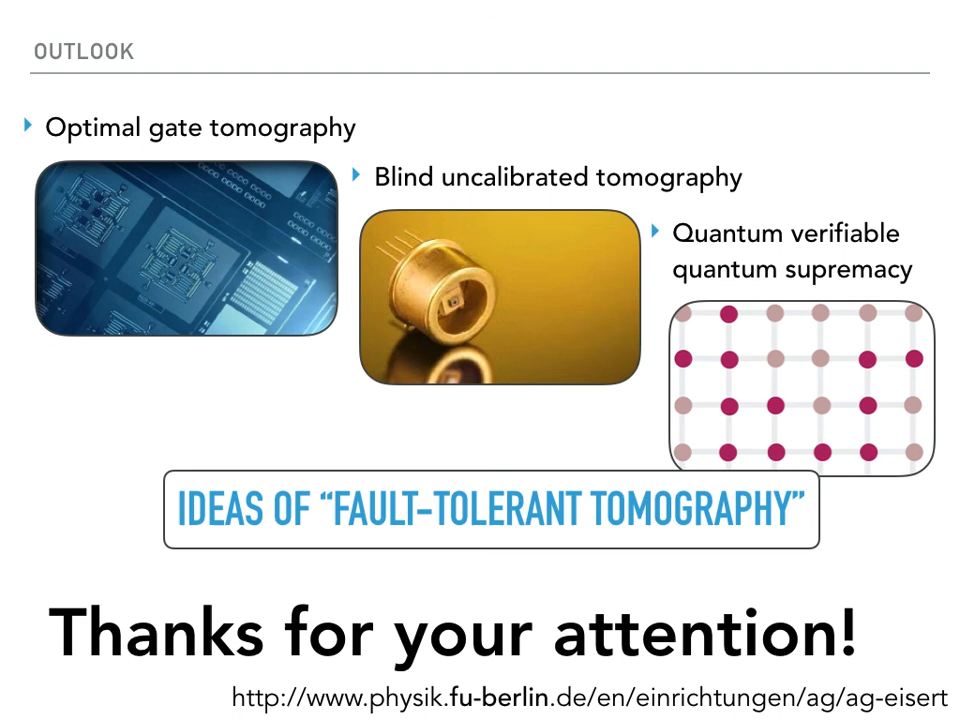 OUTLOOK
Optimal gate tomography
Blind uncalibrated tomography
Quantum verifiable
quantum supremacy
IDEAS OF “FAULT-TOLERANT TOMOGRAPHY”
Thanks for your attention!
http://www.physik.fu-berlin.de/en/einrichtungen/ag/ag-eisert